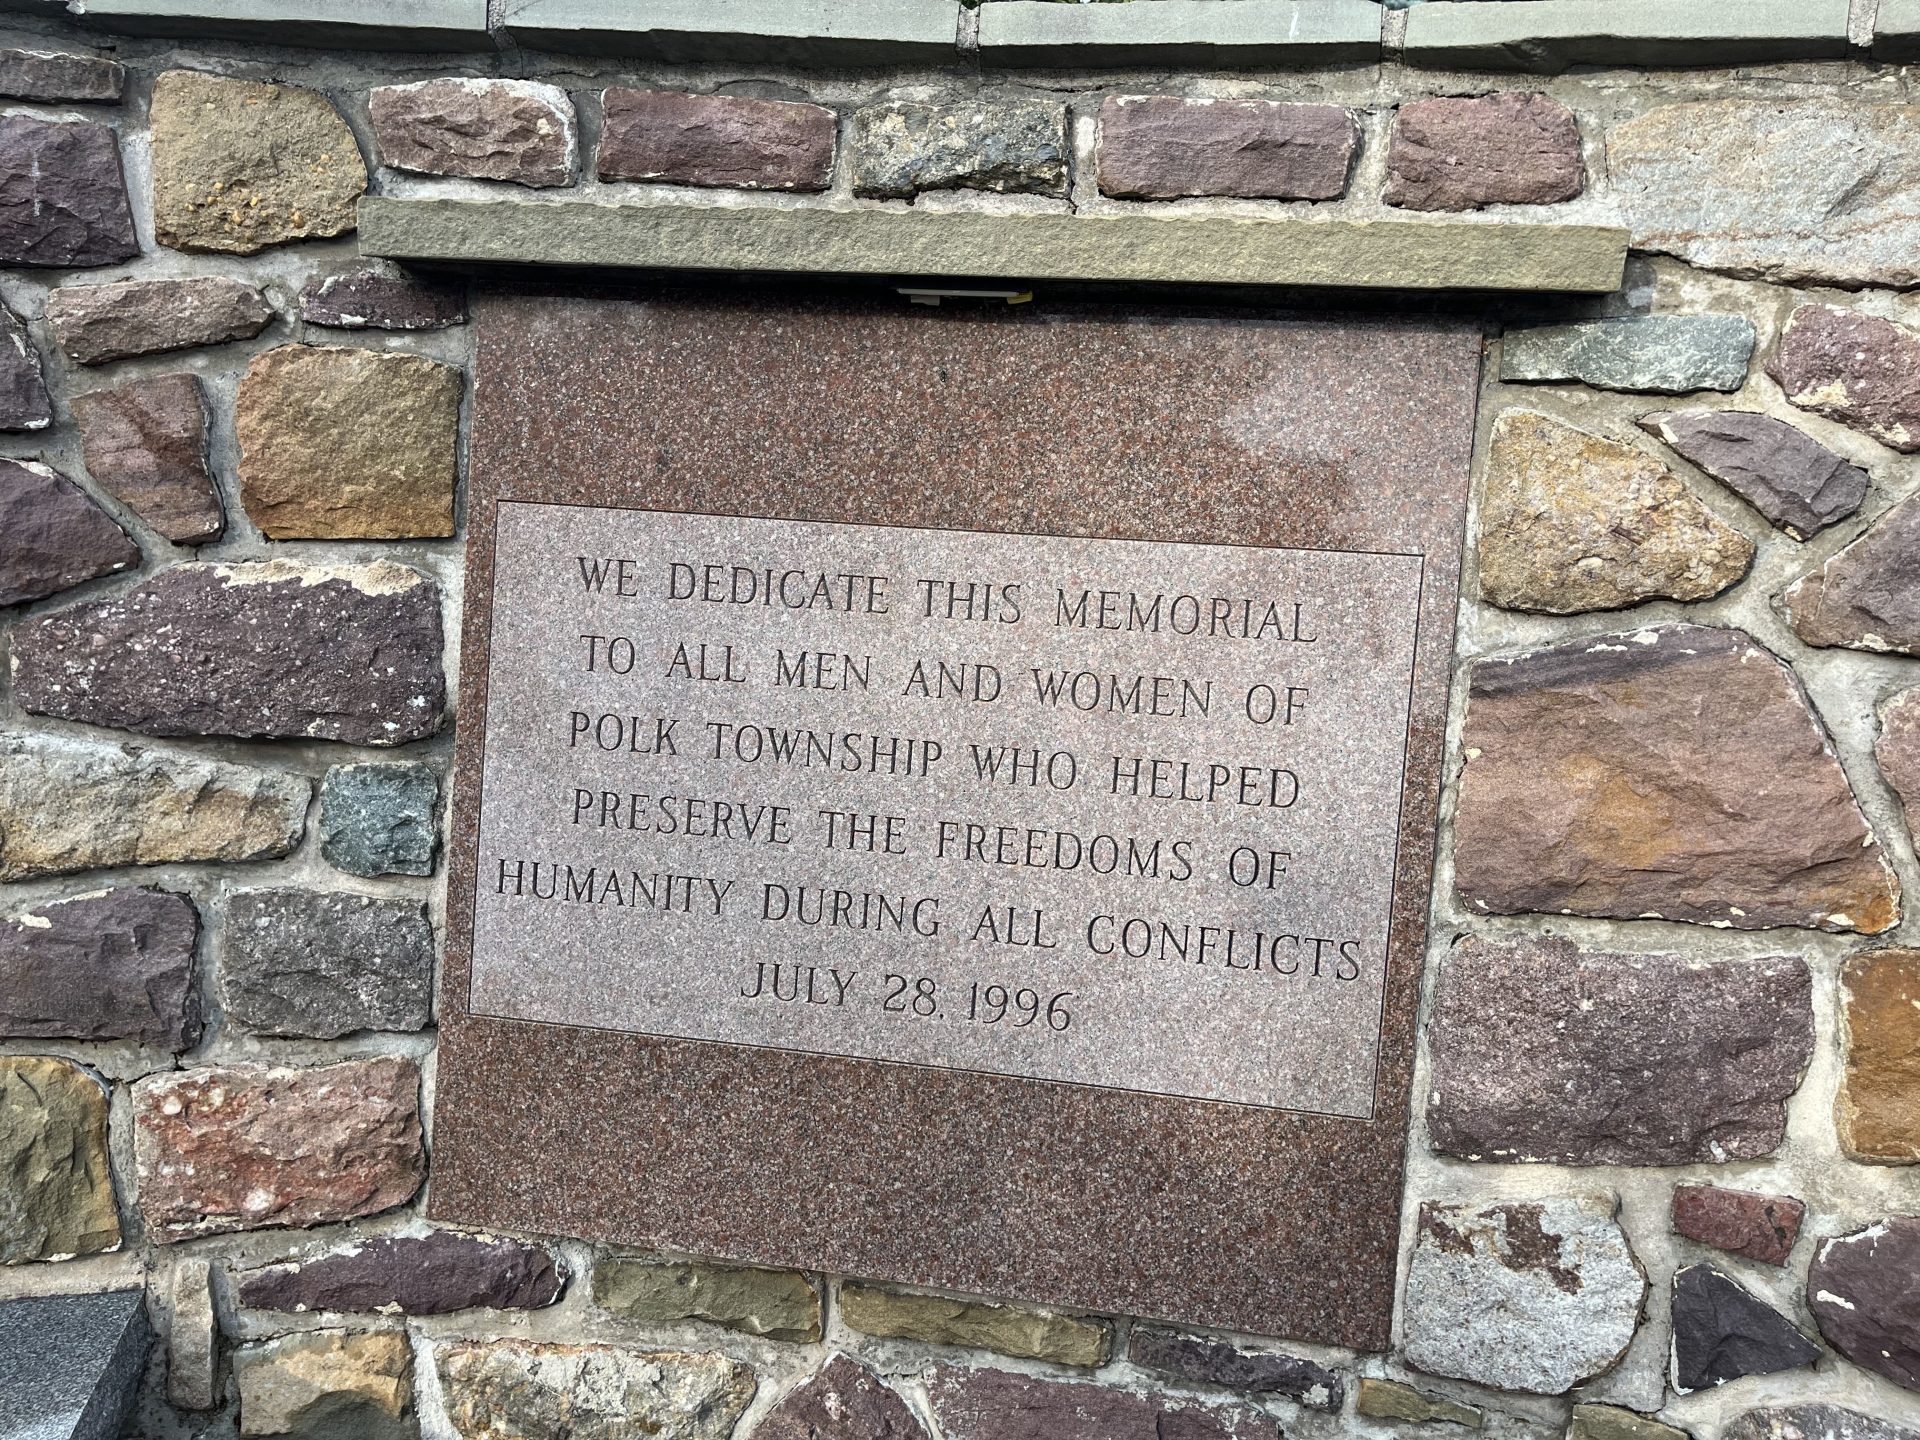 WE DEDICATE THIS MEMORIAL
TO ALL MEN AND WOMEN OF
POLK TOWNSHIP WHO HELPED
PRESERVE THE FREEDOMS OF
HUMANITY DURING ALL CONFLICTS
JULY 28. 1996